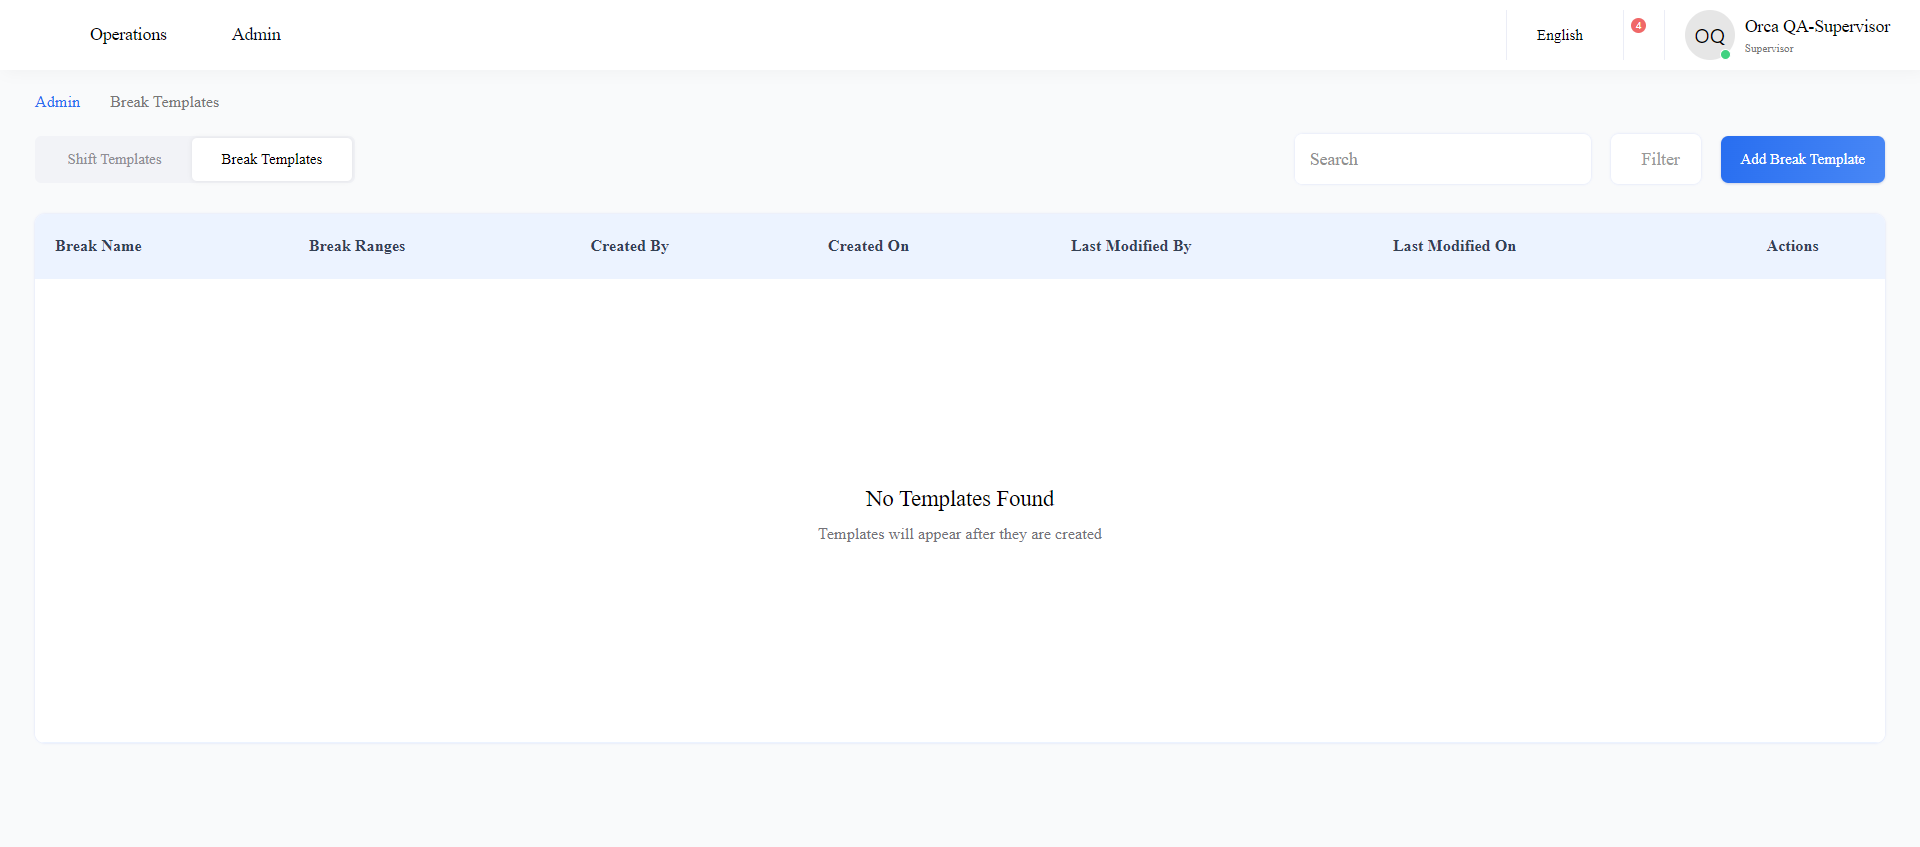 Operations
Admin
English
4
OQ
Orca QA-Supervisor
Supervisor
Admin
Break Templates
Shift Templates
Break Templates
Search
Filter
Add Break Template
Break Name
Break Ranges
Created By
Created On
Last Modified By
Last Modified On
Actions
No Templates Found
Templates will appear after they are created